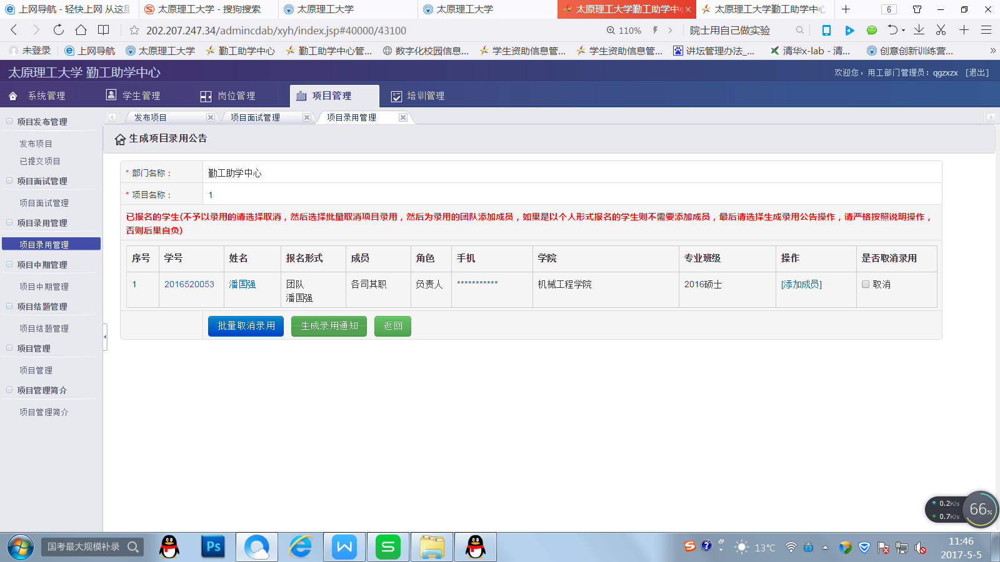 上网导航 - 轻快上网 从这里
太原理工大学 - 搜狗搜索
太原理工大学
太原理工大学
太原理工大学勤工助学中
太原理工大学勤工助学中心
6
202.207.247.34/admincdab/xyh/index.jsp#40000/43100
110%
院士用自己做实验
未登录
上网导航
太原理工大学
勤工助学中心
勤工助学中心管...
数字化校园信息...
学生资助信息管...
学生资助信息管...
讲坛管理办法_...
清华x-lab - 清...
创意创新训练营...
太原理工大学 勤工助学中心
欢迎您，用工部门管理员：qgzxzx [退出]
系统管理
学生管理
岗位管理
项目管理
培训管理
项目发布管理
发布项目
已提交项目
项目面试管理
项目面试管理
项目录用管理
项目录用管理
项目中期管理
项目中期管理
项目结题管理
项目结题管理
项目管理
项目管理
项目管理简介
项目管理简介
发布项目
项目面试管理
项目录用管理
生成项目录用公告
* 部门名称：
勤工助学中心
* 项目名称：
1
已报名的学生(不予以录用的请选择取消，然后选择批量取消项目录用，然后为录用的团队添加成员，如果是以个人形式报名的学生则不需要添加成员，最后请选择生成录用公告操作，请严格按照说明操作，
否则后果自负)
序号 学号 姓名 报名形式 成员 角色 手机 学院 专业班级 操作 是否取消录用
1 2016520053 潘国强 团队 各司其职 负责人 *********** 机械工程学院 2016硕士 [添加成员] 取消
潘国强
批量取消录用
生成录用通知
返回
0.2K/s
0.7K/s
66%
国考最大规模补录
Ps
13℃
11:46
2017-5-5